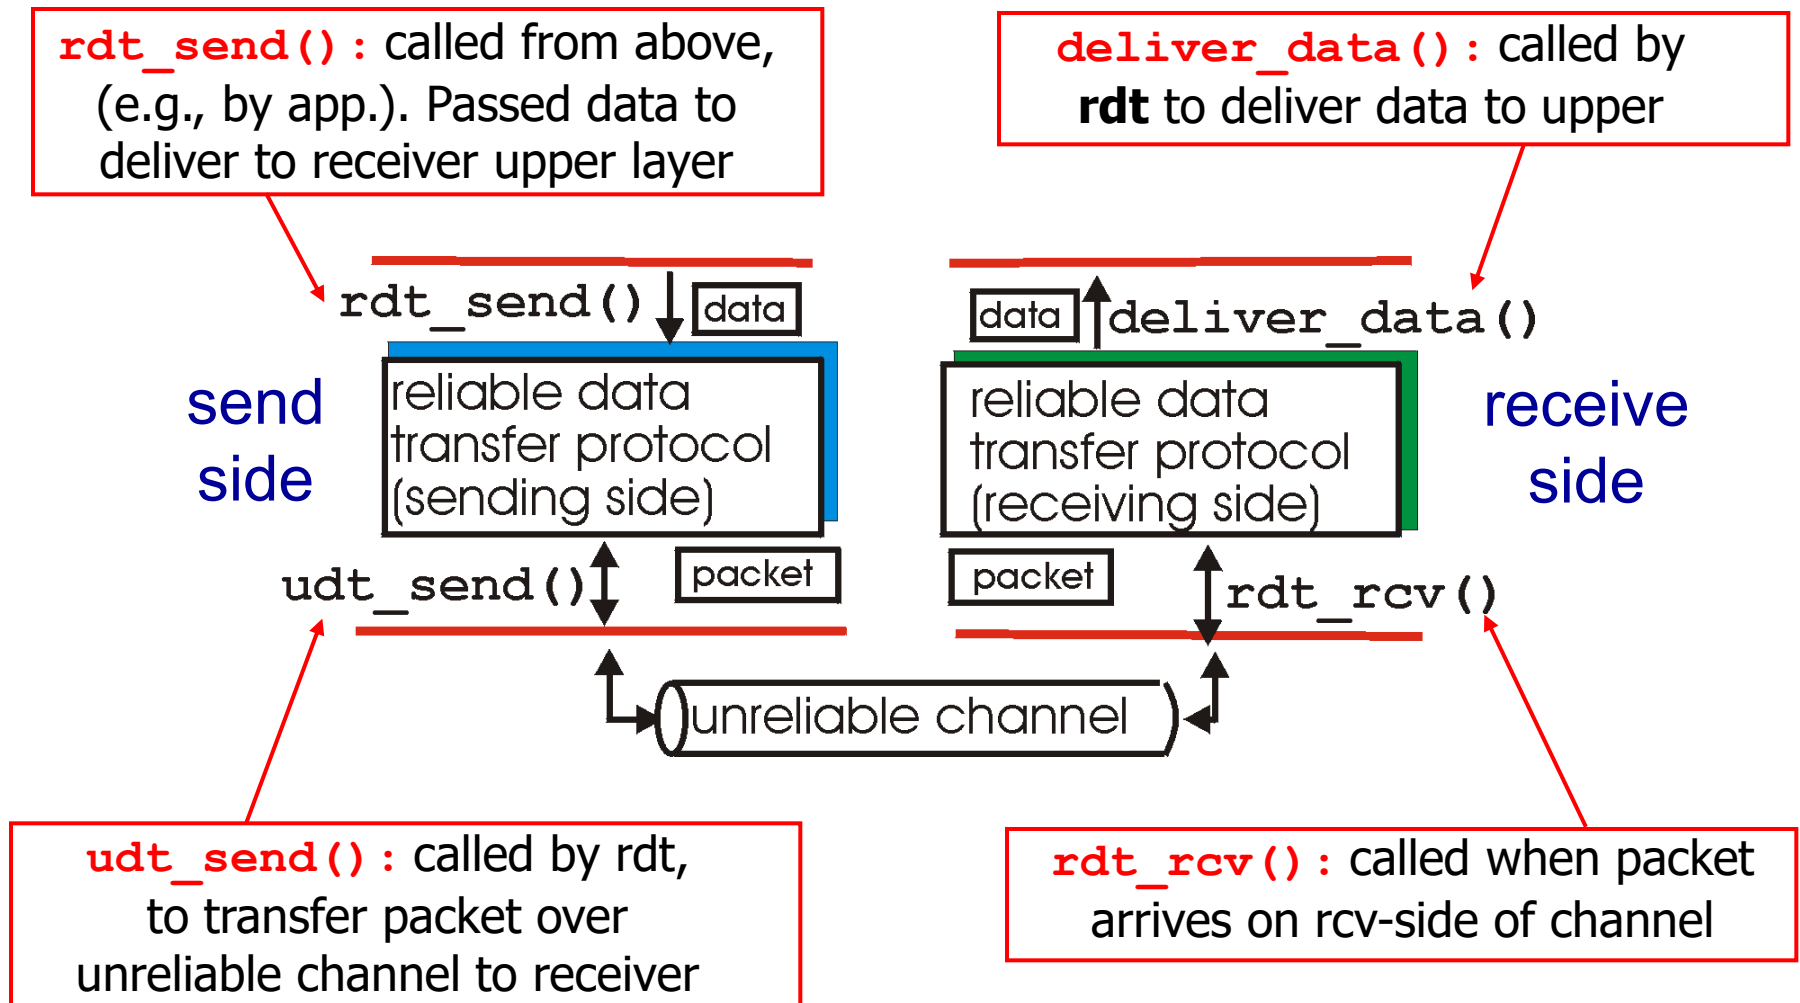 rdt_send(): called from above,
(e.g., by app.). Passed data to
deliver to receiver upper layer
deliver_data(): called by
rdt to deliver data to upper
rdt_send()
data
data
deliver_data()
send
side
reliable data
transfer protocol
(sending side)
reliable data
transfer protocol
(receiving side)
receive
side
udt_send()
packet
packet
rdt_rcv()
unreliable channel
udt_send(): called by rdt,
to transfer packet over
unreliable channel to receiver
rdt_rcv(): called when packet
arrives on rcv-side of channel